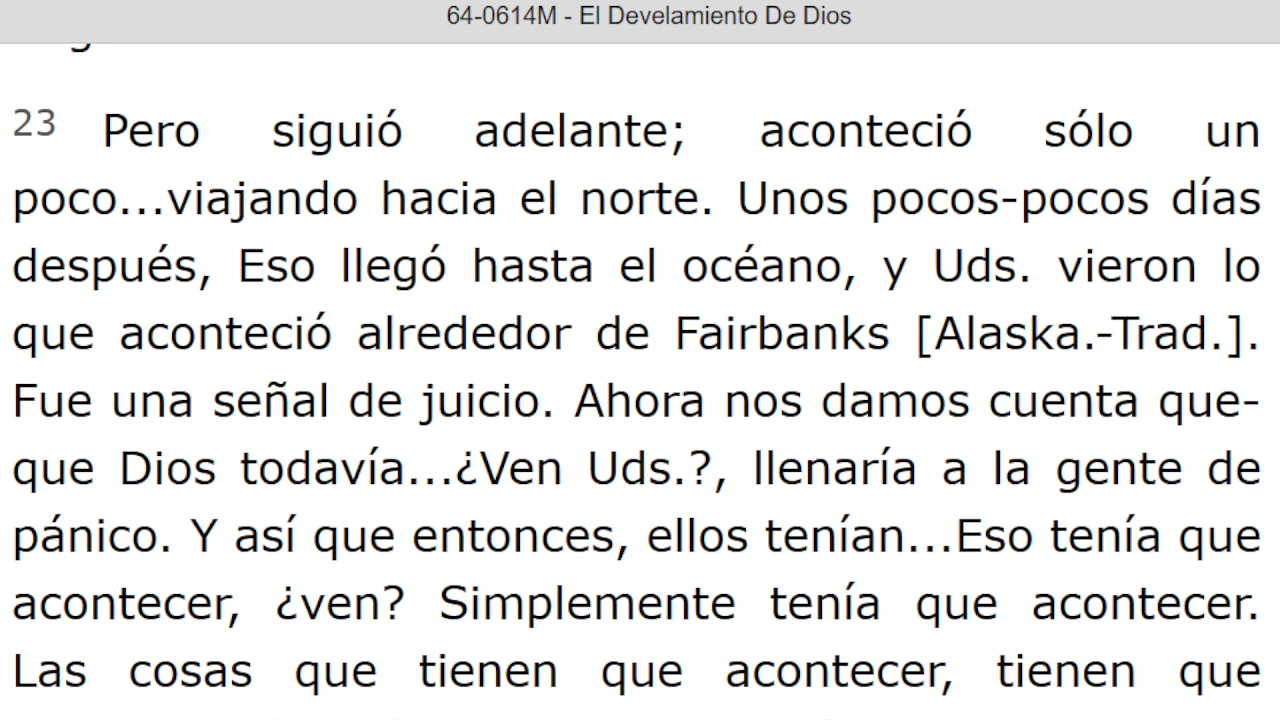 64-0614M - El Develamiento De Dios
23 Pero siguió adelante; aconteció sólo un
poco...viajando hacia el norte. Unos pocos-pocos días
después, Eso llegó hasta el océano, y Uds. vieron lo
que aconteció alrededor de Fairbanks [Alaska.-Trad.].
Fue una señal de juicio. Ahora nos damos cuenta que-
que Dios todavía...¿Ven Uds.?, llenaría a la gente de
pánico. Y así que entonces, ellos tenían...Eso tenía que
acontecer, ¿ven? Simplemente tenía que acontecer.
Las cosas que tienen que acontecer, tienen que